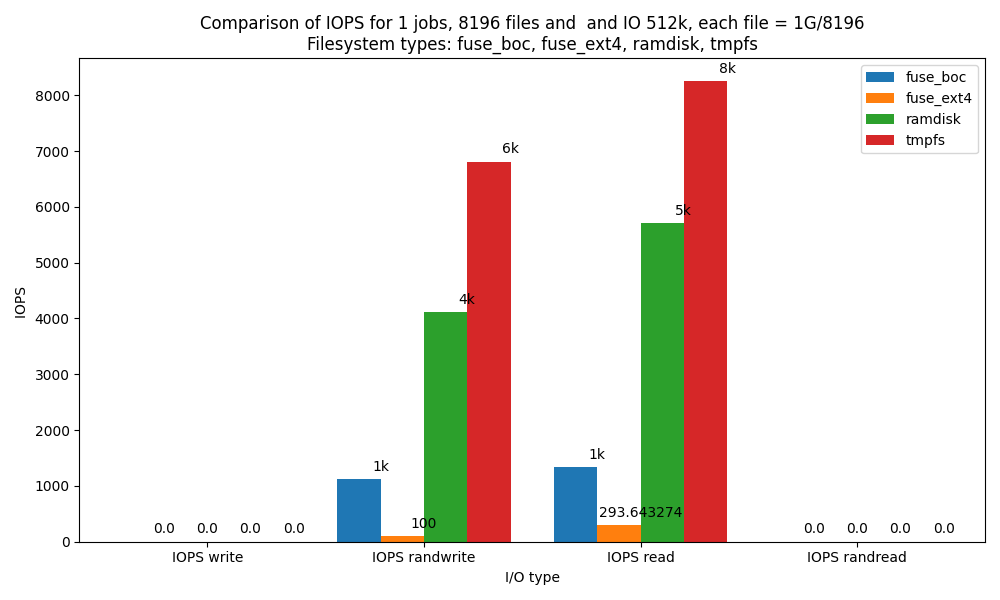 Comparison of IOPS for 1 jobs, 8196 files and  and IO 512k, each file = 1G/8196
Filesystem types: fuse_boc, fuse_ext4, ramdisk, tmpfs
fuse_boc
fuse_ext4
ramdisk
tmpfs
IOPS
8000
7000
6000
5000
4000
3000
2000
1000
0
0.0 0.0 0.0 0.0
1k 100 4k 6k
1k 293.643274 5k 8k
0.0 0.0 0.0 0.0
IOPS write IOPS randwrite IOPS read IOPS randread
I/O type